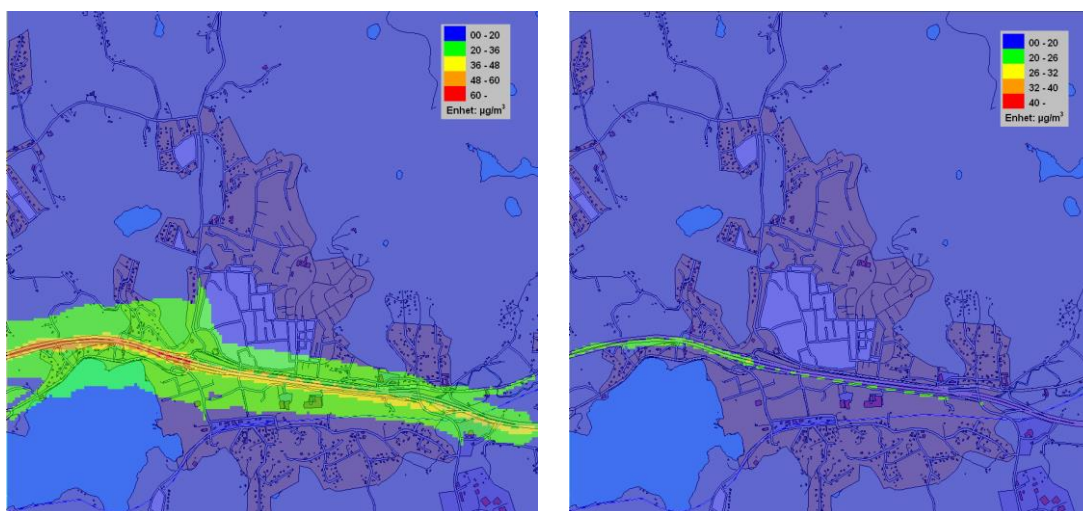 00 - 20
20 - 36
36 - 48
48 - 60
60 -
Enhet: µg/m³
00 - 20
20 - 26
26 - 32
32 - 40
40 -
Enhet: µg/m³